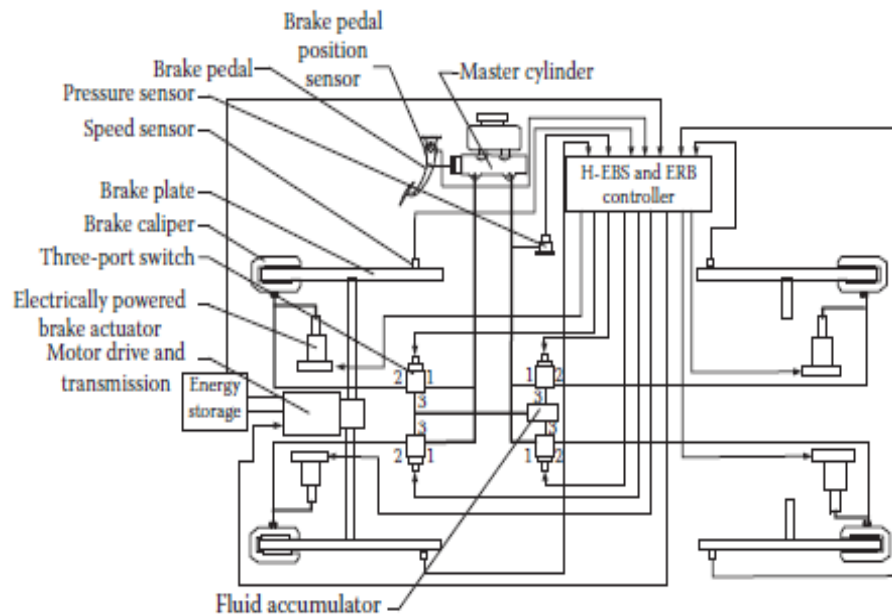 Brake pedal
position
sensor
Brake pedal
Master cylinder
Pressure sensor
Speed sensor
H-EBS and ERB
controller
Brake plate
Brake caliper
Three-port switch
Electrically powered
brake actuator
Motor drive and
transmission
Energy
storage
2 1
1 2
3
3
3
3
2 1
1 2
Fluid accumulator